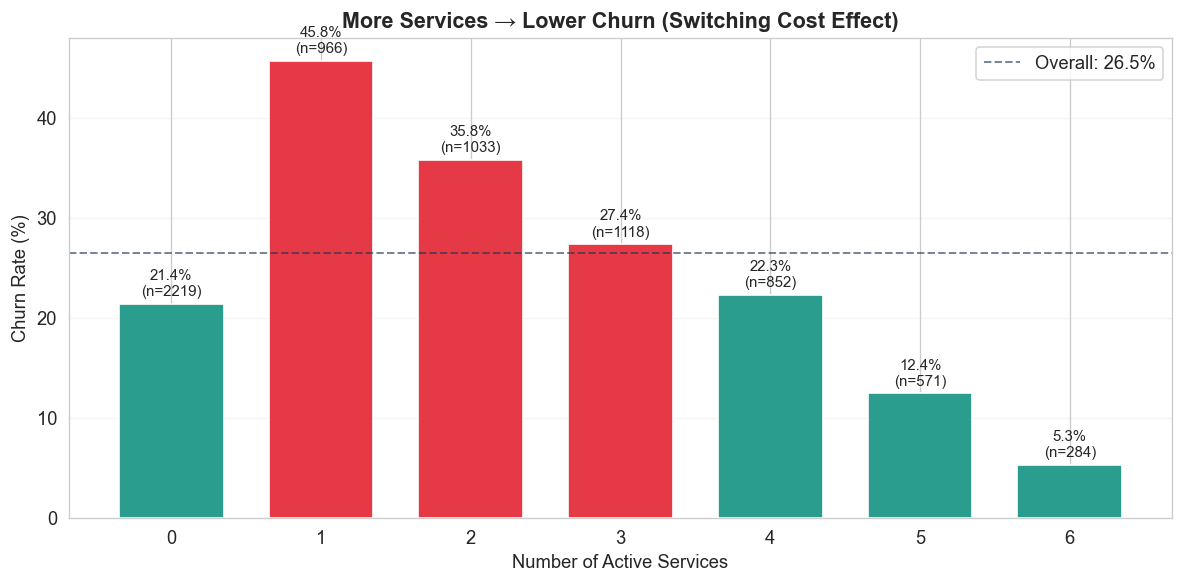 More Services → Lower Churn (Switching Cost Effect)
45.8%
(n=966)
Overall: 26.5%
35.8%
(n=1033)
27.4%
(n=1118)
21.4%
(n=2219)
22.3%
(n=852)
12.4%
(n=571)
5.3%
(n=284)
Churn Rate (%)
40
30
20
10
0
0 1 2 3 4 5 6
Number of Active Services